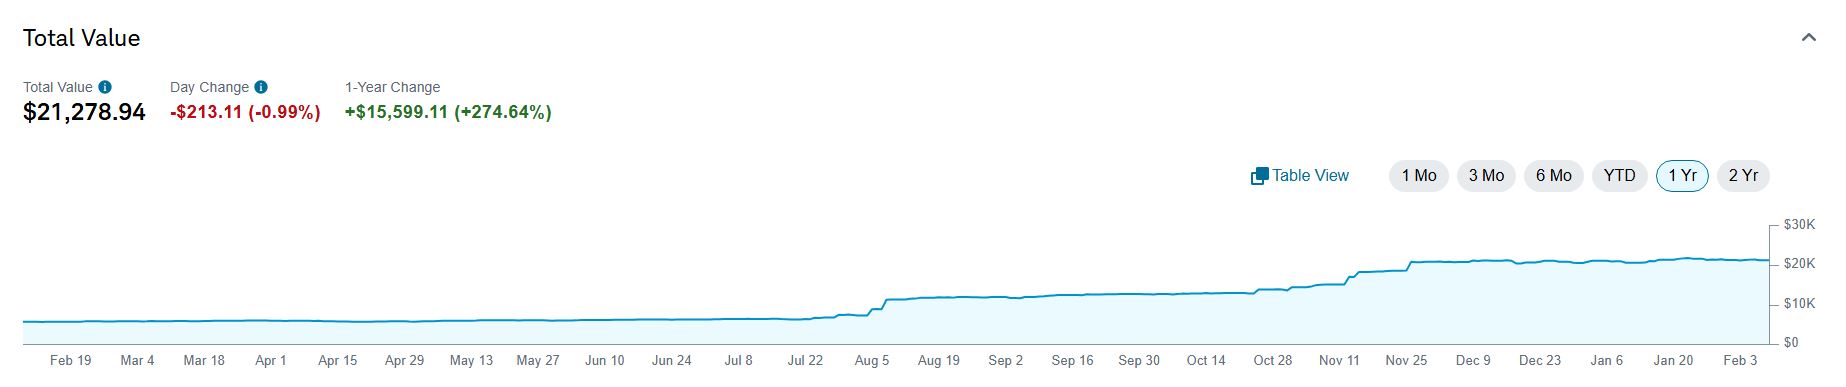 Total Value
Total Value Day Change 1-Year Change
$21,278.94 -$213.11 (-0.99%) +$15,599.11 (+274.64%)
Table View 1 Mo 3 Mo 6 Mo YTD 1 Yr 2 Yr
$30K
$20K
$10K
$0
Feb 19 Mar 4 Mar 18 Apr 1 Apr 15 Apr 29 May 13 May 27 Jun 10 Jun 24 Jul 8 Jul 22 Aug 5 Aug 19 Sep 2 Sep 16 Sep 30 Oct 14 Oct 28 Nov 11 Nov 25 Dec 9 Dec 23 Jan 6 Jan 20 Feb 3